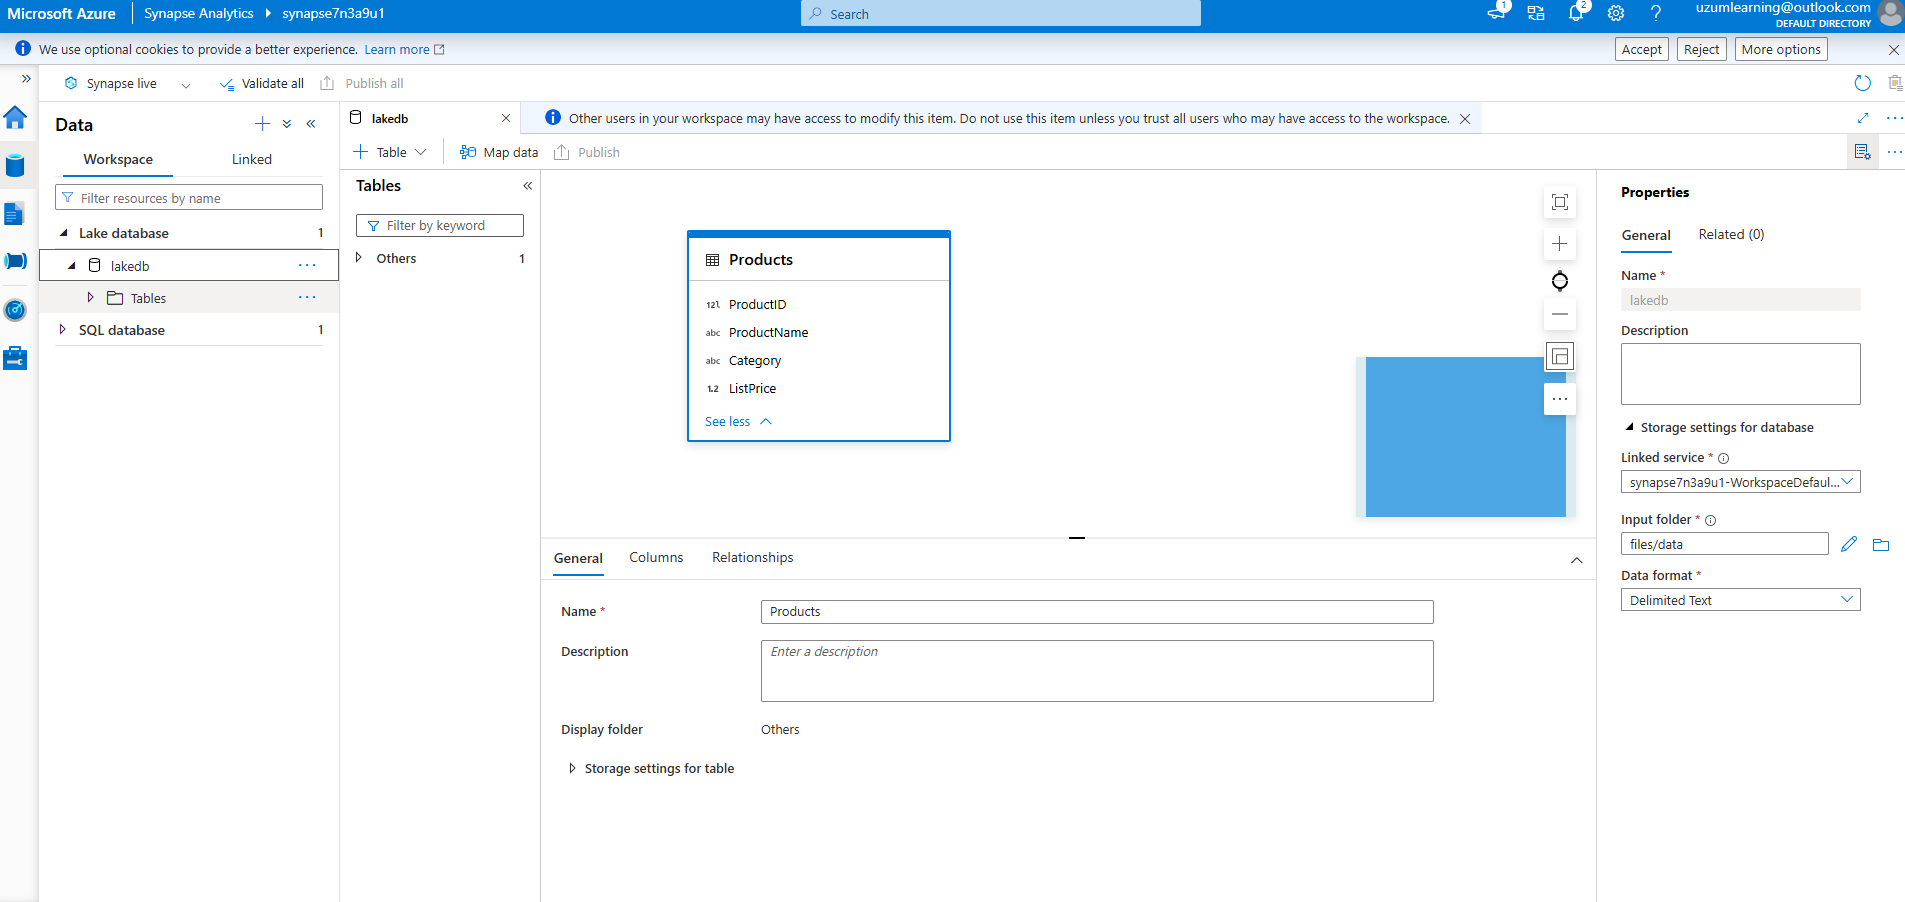 Microsoft Azure
Synapse Analytics
synapse7n3a9u1
Search
1
2
uzumlearning@outlook.com
DEFAULT DIRECTORY
We use optional cookies to provide a better experience. Learn more
Accept
Reject
More options
Synapse live
Validate all
Publish all
Data
Workspace
Linked
Filter resources by name
Lake database
1
lakedb
Tables
SQL database
1
lakedb
Other users in your workspace may have access to modify this item. Do not use this item unless you trust all users who may have access to the workspace.
Table
Map data
Publish
Tables
Filter by keyword
Others
1
Products
12l ProductID
abc ProductName
abc Category
1.2 ListPrice
See less
General
Columns
Relationships
Name *
Products
Description
Enter a description
Display folder
Others
Storage settings for table
Properties
General
Related (0)
Name *
lakedb
Description
Storage settings for database
Linked service *
synapse7n3a9u1-WorkspaceDefaul...
Input folder *
files/data
Data format *
Delimited Text